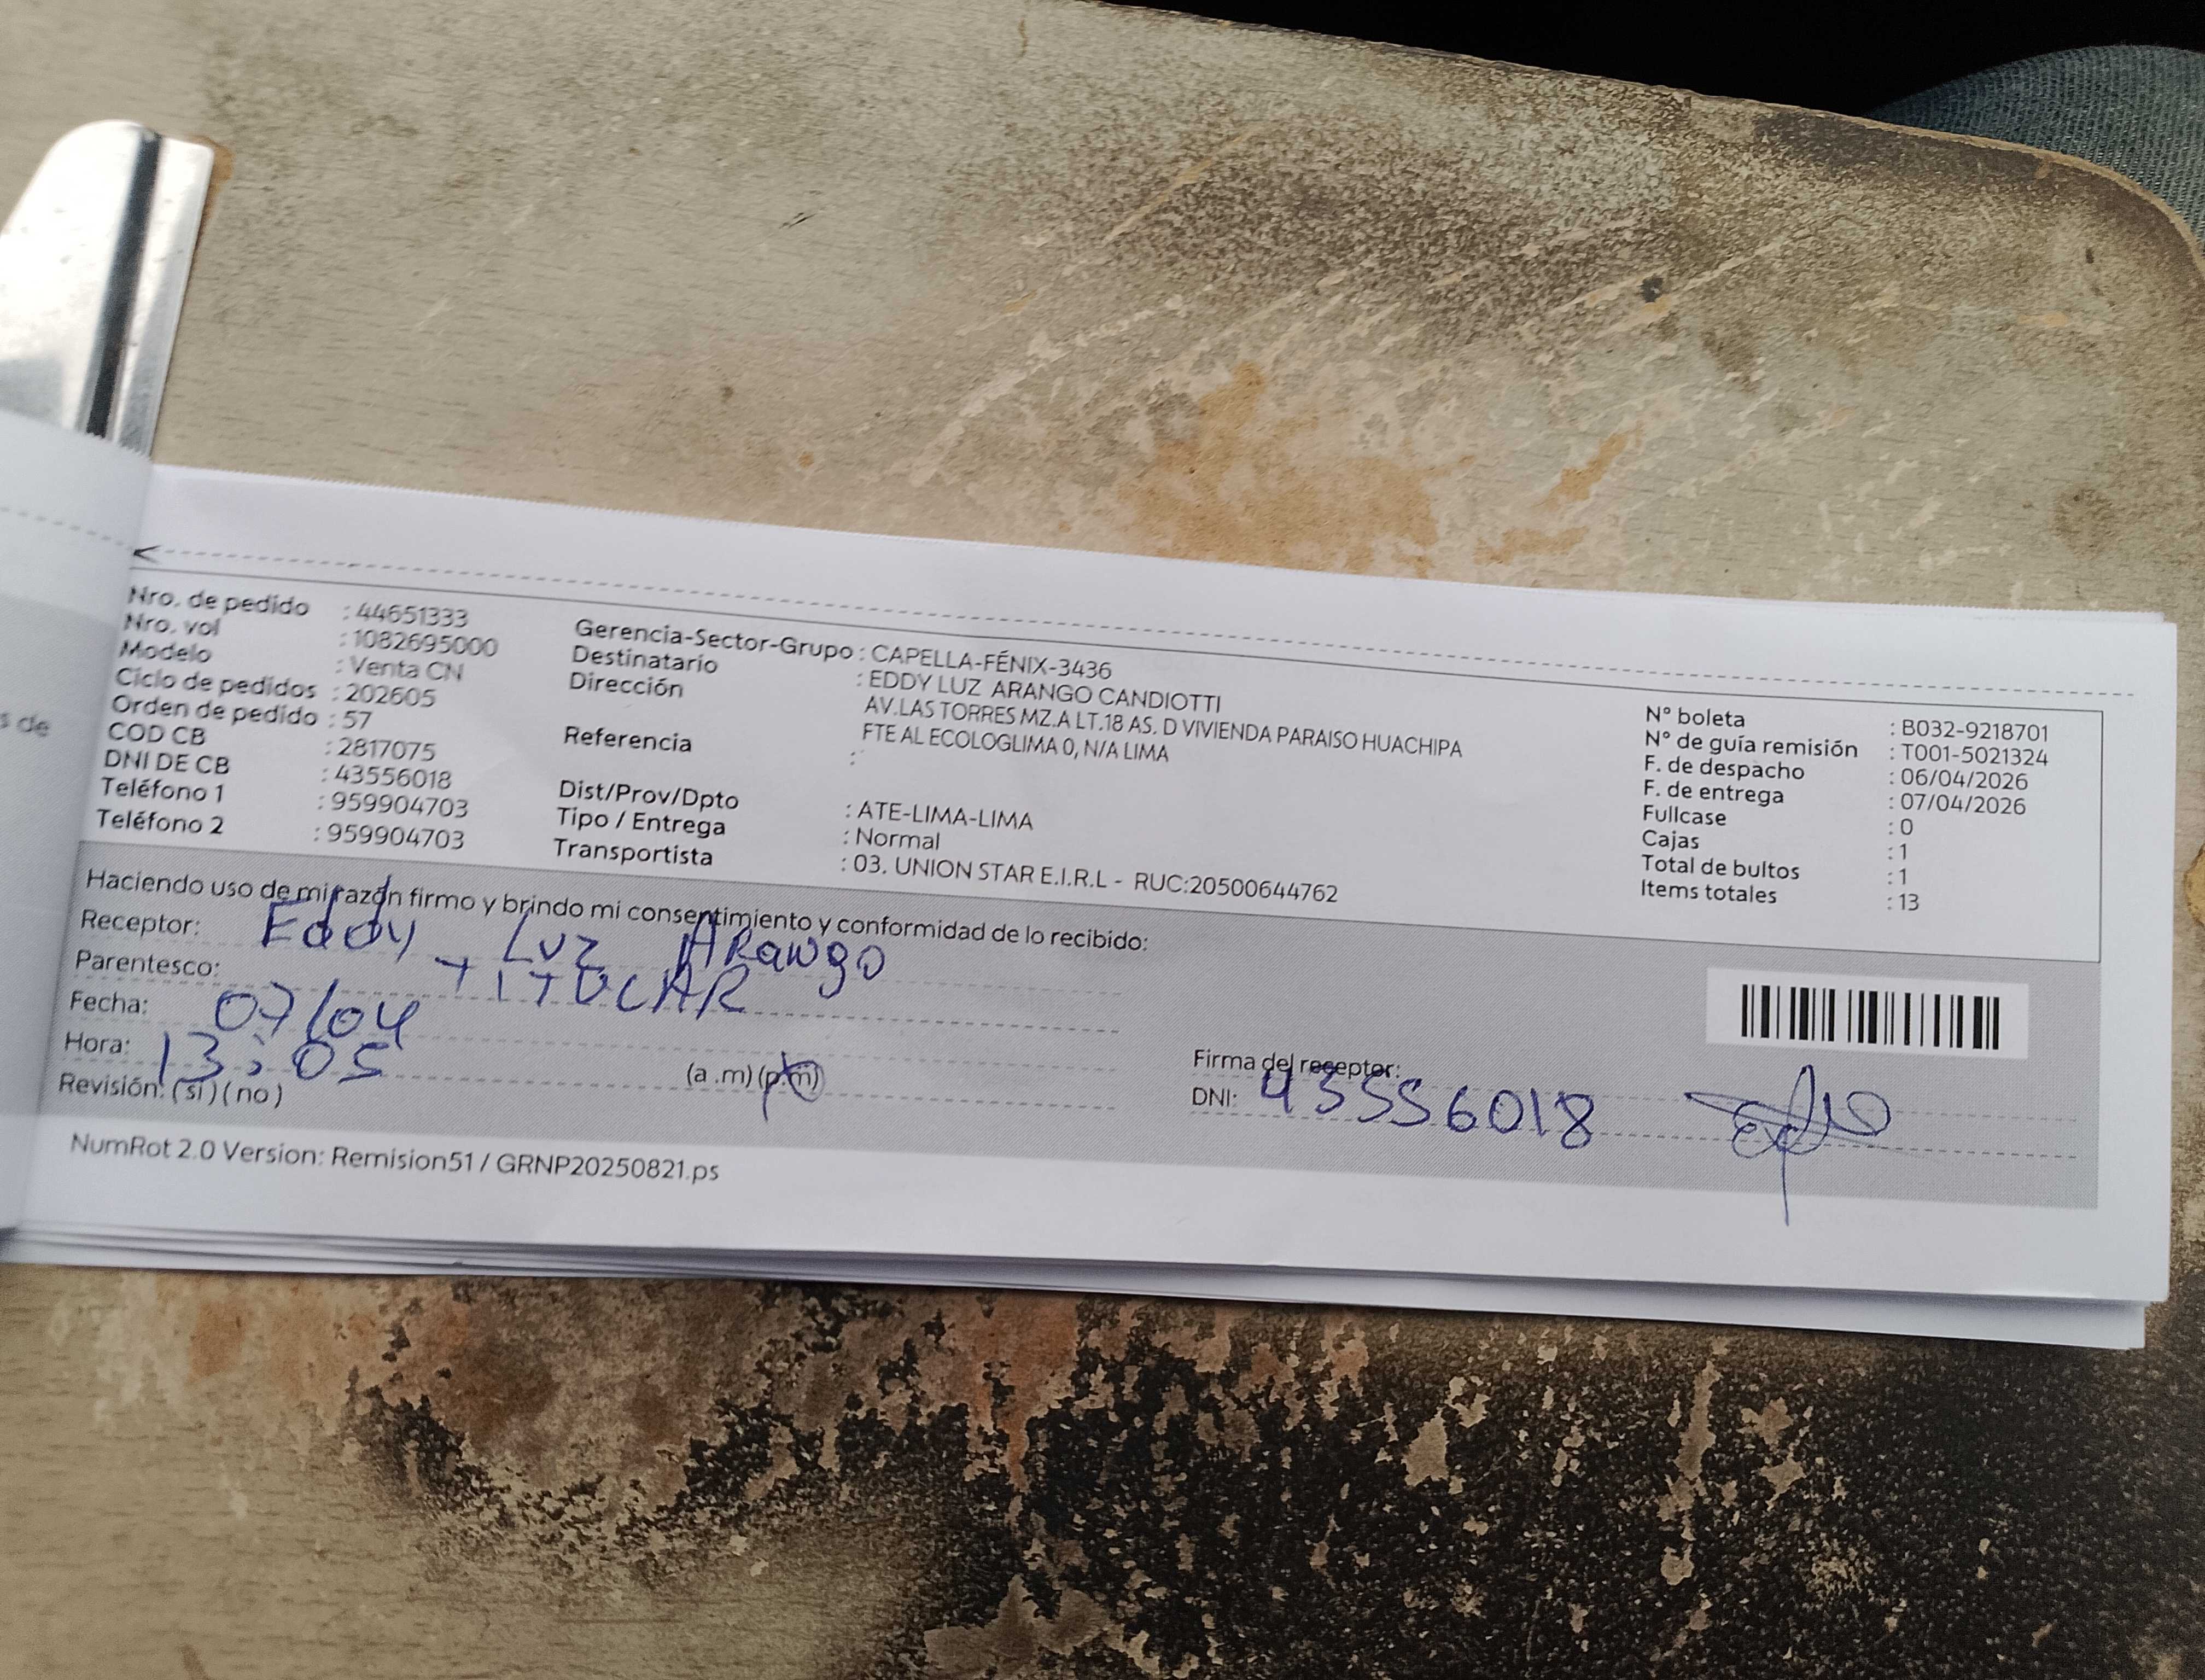 s de
Nro. de pedido : 44651333
Nro. vol : 1082695000
Modelo : Venta CN
Ciclo de pedidos : 202605
Orden de pedido : 57
COD CB : 2817075
DNI DE CB : 43556018
Teléfono 1 : 959904703
Teléfono 2 : 959904703
Gerencia-Sector-Grupo : CAPELLA-FÉNIX-3436
Destinatario : EDDY LUZ ARANGO CANDIOTTI
Dirección AV.LAS TORRES MZ.A LT.18 AS. D VIVIENDA PARAISO HUACHIPA
FTE AL ECOLOGLIMA 0, N/A LIMA
Referencia :
Dist/Prov/Dpto : ATE-LIMA-LIMA
Tipo / Entrega : Normal
Transportista : 03. UNION STAR E.I.R.L - RUC:20500644762
N° boleta : B032-9218701
N° de guía remisión : T001-5021324
F. de despacho : 06/04/2026
F. de entrega : 07/04/2026
Fullcase : 0
Cajas : 1
Total de bultos : 1
Items totales : 13
Haciendo uso de mi razón firmo y brindo mi consentimiento y conformidad de lo recibido:
Receptor: Eddy Luz ARango
Parentesco: TITUCAR
Fecha: 07/04
Hora: 13:05 (a .m) (p.m)
Revisión: (si) (no)
Firma del receptor:
DNI: 43556018
NumRot 2.0 Version: Remision51 / GRNP20250821.ps